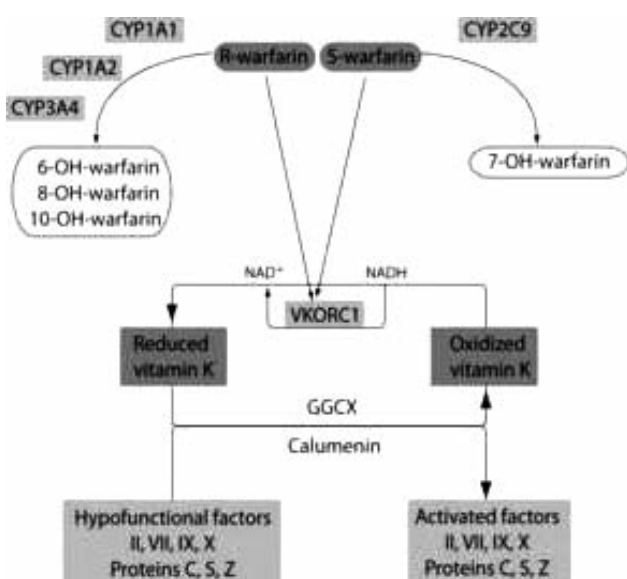 CYP1A1
CYP2C9
R-warfarin
S-warfarin
CYP1A2
CYP3A4
6-OH-warfarin
8-OH-warfarin
10-OH-warfarin
7-OH-warfarin
NAD⁺
NADH
VKORC1
Reduced
vitamin K
Oxidized
vitamin K
GGCX
Calumenin
Hypofunctional factors
II, VII, IX, X
Proteins C, S, Z
Activated factors
II, VII, IX, X
Proteins C, S, Z